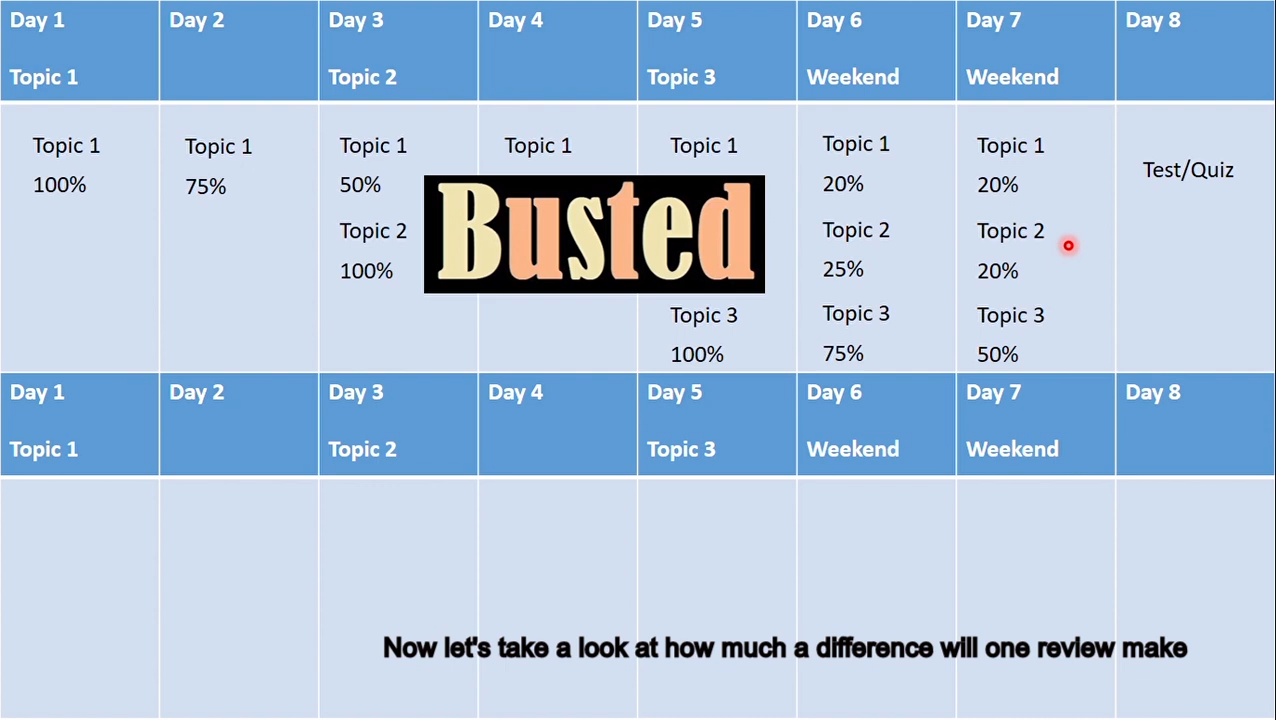 Day 1 Day 2 Day 3 Day 4 Day 5 Day 6 Day 7 Day 8
Topic 1 Topic 2 Topic 3 Weekend Weekend
Topic 1 Topic 1 Topic 1 Topic 1 Topic 1 Topic 1 Topic 1
Test/Quiz
100% 75% 50% 20% 20%
Busted
Topic 2 Topic 2 Topic 2
100% 25% 20%
Topic 3 Topic 3 Topic 3
100% 75% 50%
Day 1 Day 2 Day 3 Day 4 Day 5 Day 6 Day 7 Day 8
Topic 1 Topic 2 Topic 3 Weekend Weekend
Now let's take a look at how much a difference will one review make